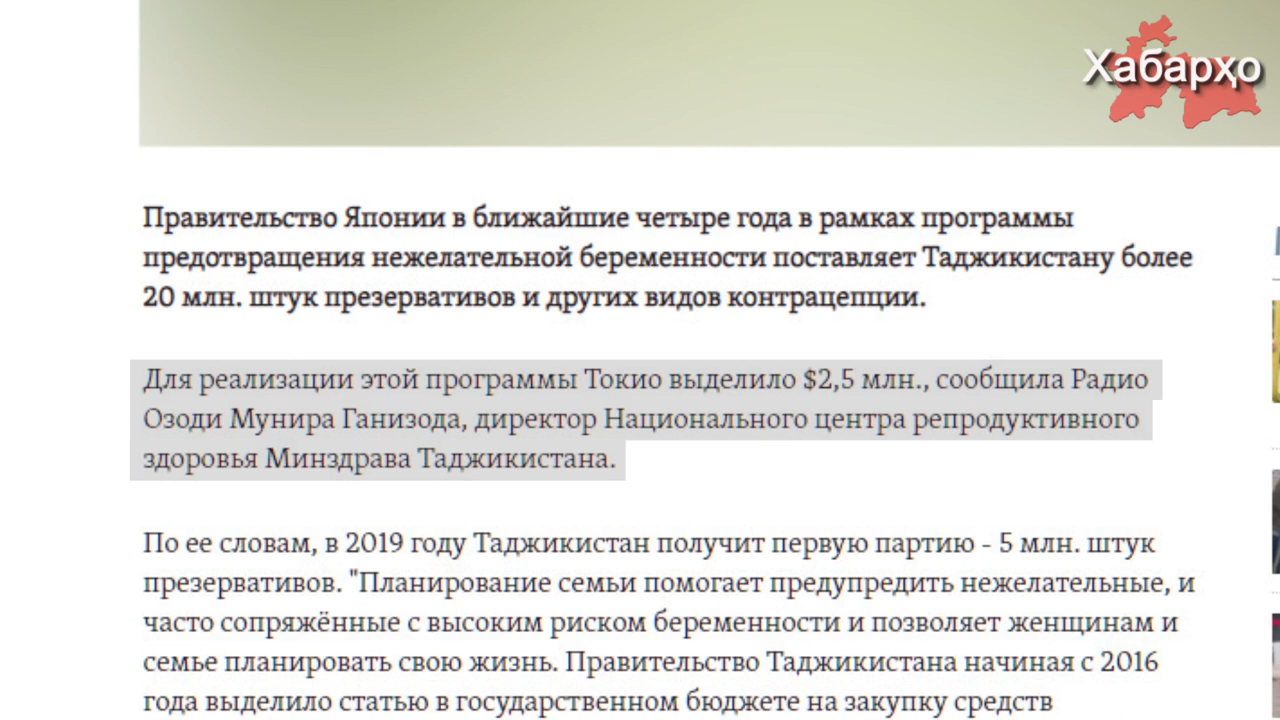 Хабарҳо
Правительство Японии в ближайшие четыре года в рамках программы
предотвращения нежелательной беременности поставляет Таджикистану более
20 млн. штук презервативов и других видов контрацепции.
Для реализации этой программы Токио выделило $2,5 млн., сообщила Радио
Озоди Мунира Ганизода, директор Национального центра репродуктивного
здоровья Минздрава Таджикистана.
По ее словам, в 2019 году Таджикистан получит первую партию - 5 млн. штук
презервативов. "Планирование семьи помогает предупредить нежелательные, и
часто сопряжённые с высоким риском беременности и позволяет женщинам и
семье планировать свою жизнь. Правительство Таджикистана начиная с 2016
года выделило статью в государственном бюджете на закупку средств